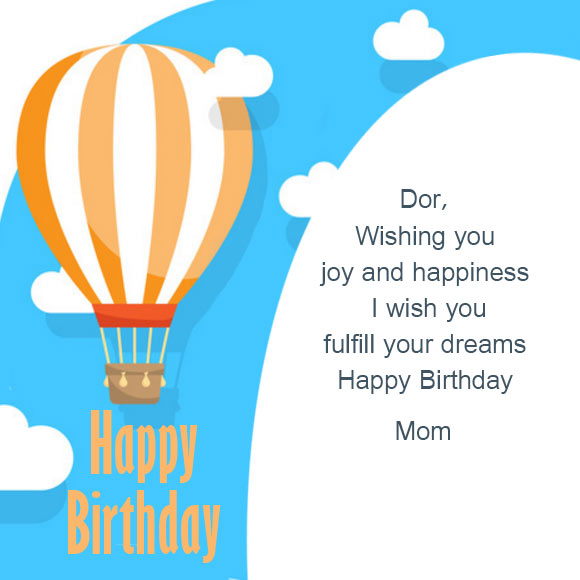 Happy
Birthday
Dor,
Wishing you
joy and happiness
I wish you
fulfill your dreams
Happy Birthday
Mom